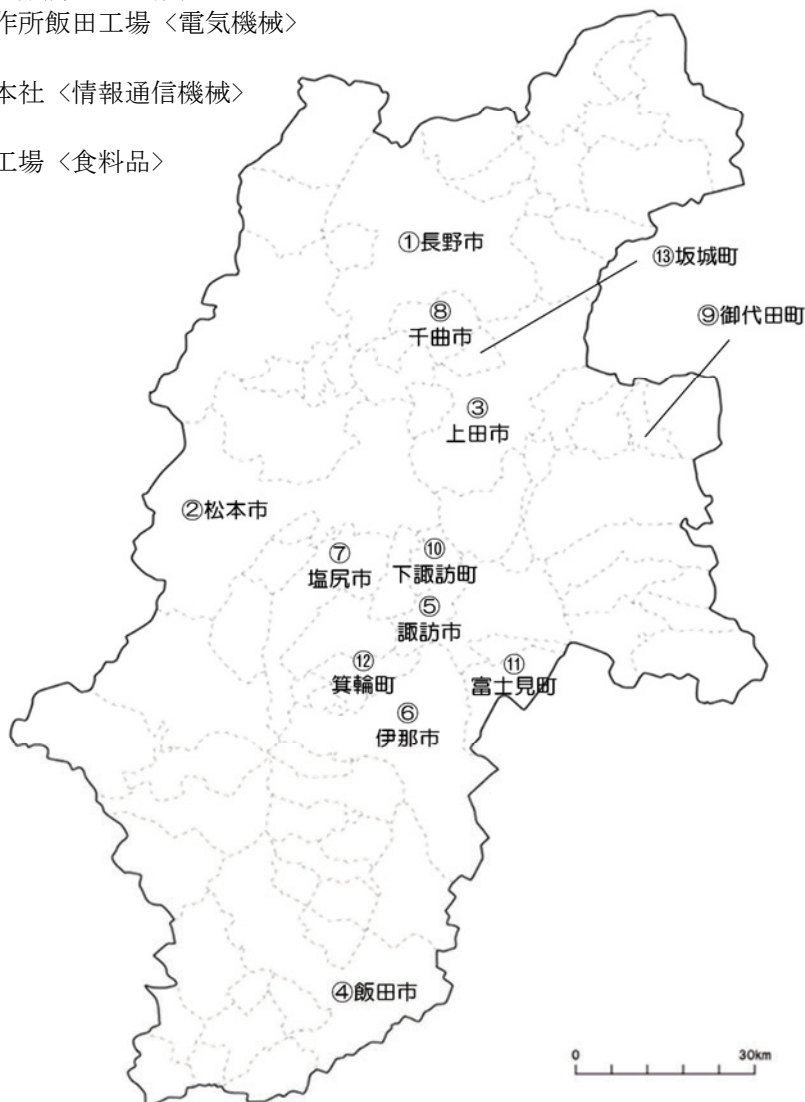 作所飯田工場 <電気機械>
本社 <情報通信機械>
工場 <食料品>
①長野市
⑬坂城町
⑧
千曲市
⑨御代田町
③
上田市
②松本市
⑦
塩尻市
⑩
下諏訪町
⑤
諏訪市
⑫
箕輪町
⑪
富士見町
⑥
伊那市
④飯田市
0 30km